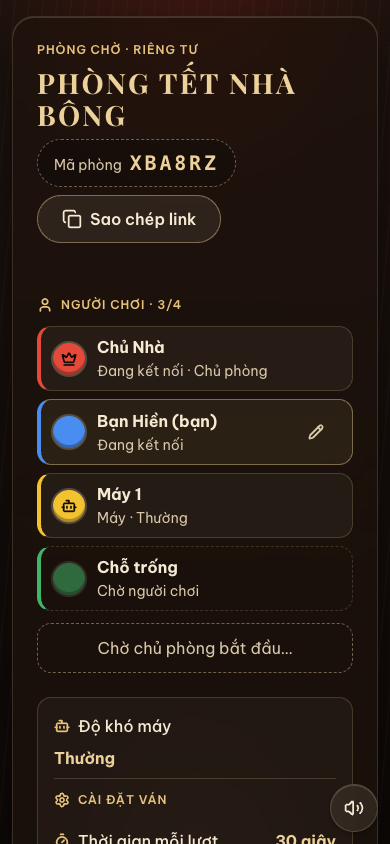 PHÒNG CHỜ · RIÊNG TƯ
PHÒNG TẾT NHÀ
BÔNG
Mã phòng XBA8RZ
Sao chép link
NGƯỜI CHƠI · 3/4
Chủ Nhà
Đang kết nối · Chủ phòng
Bạn Hiền (bạn)
Đang kết nối
Máy 1
Máy · Thường
Chỗ trống
Chờ người chơi
Chờ chủ phòng bắt đầu...
Độ khó máy
Thường
CÀI ĐẶT VÁN
Thời gian mỗi lượt 30 giây